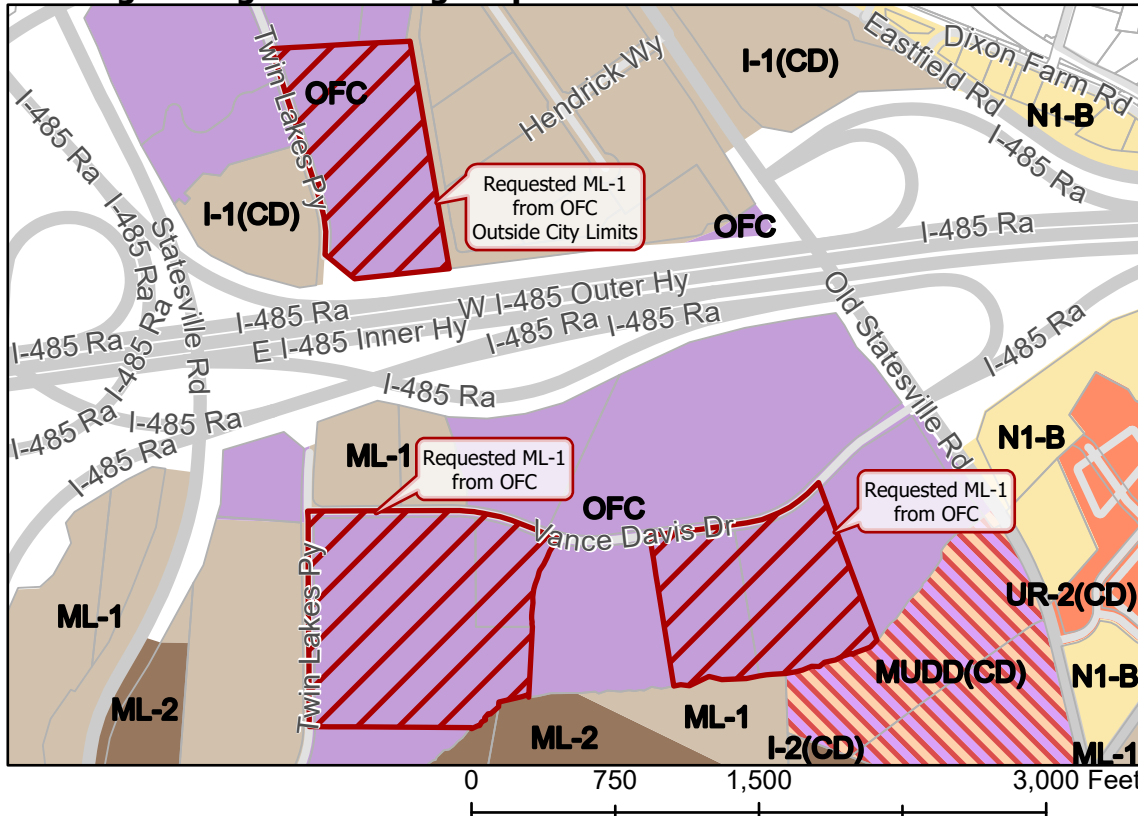 Twin Lakes Py
OFC
Hendrick Wy
I-1(CD)
Eastfield Rd
Dixon Farm Rd
N1-B
I-485 Ra
I-485 Ra
Requested ML-1
from OFC
Outside City Limits
I-1(CD)
OFC
I-485 Ra
I-485 Ra
Statesville Rd
W I-485 Outer Hy
I-485 Ra
E I-485 Inner Hy
I-485 Ra
I-485 Ra
Old Statesville Rd
I-485 Ra
I-485 Ra
I-485 Ra
I-485 Ra
I-485 Ra
I-485 Ra
I-485 Ra
ML-1
Requested ML-1
from OFC
OFC
Requested ML-1
from OFC
N1-B
Vance Davis Dr
Twin Lakes Py
ML-1
UR-2(CD)
MUDD(CD)
N1-B
ML-2
ML-1
ML-2
I-2(CD)
ML-1
0 750 1,500 3,000 Feet